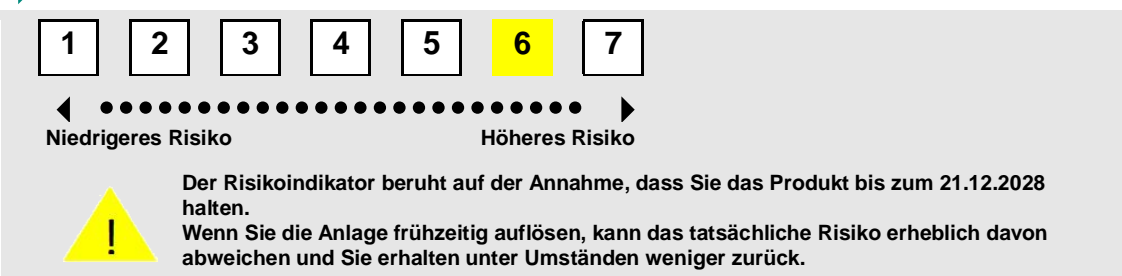 1 2 3 4 5 6 7
Niedrigeres Risiko Höheres Risiko
Der Risikoindikator beruht auf der Annahme, dass Sie das Produkt bis zum 21.12.2028
halten.
Wenn Sie die Anlage frühzeitig auflösen, kann das tatsächliche Risiko erheblich davon
! abweichen und Sie erhalten unter Umständen weniger zurück.